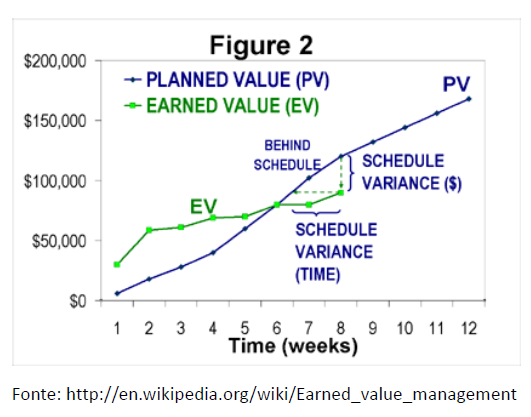 Figure 2
$200,000
$150,000
$100,000
$50,000
$0
PLANNED VALUE (PV)
EARNED VALUE (EV)
PV
BEHIND
SCHEDULE
SCHEDULE
VARIANCE ($)
EV
SCHEDULE
VARIANCE
(TIME)
1 2 3 4 5 6 7 8 9 10 11 12
Time (weeks)
Fonte: http://en.wikipedia.org/wiki/Earned_value_management